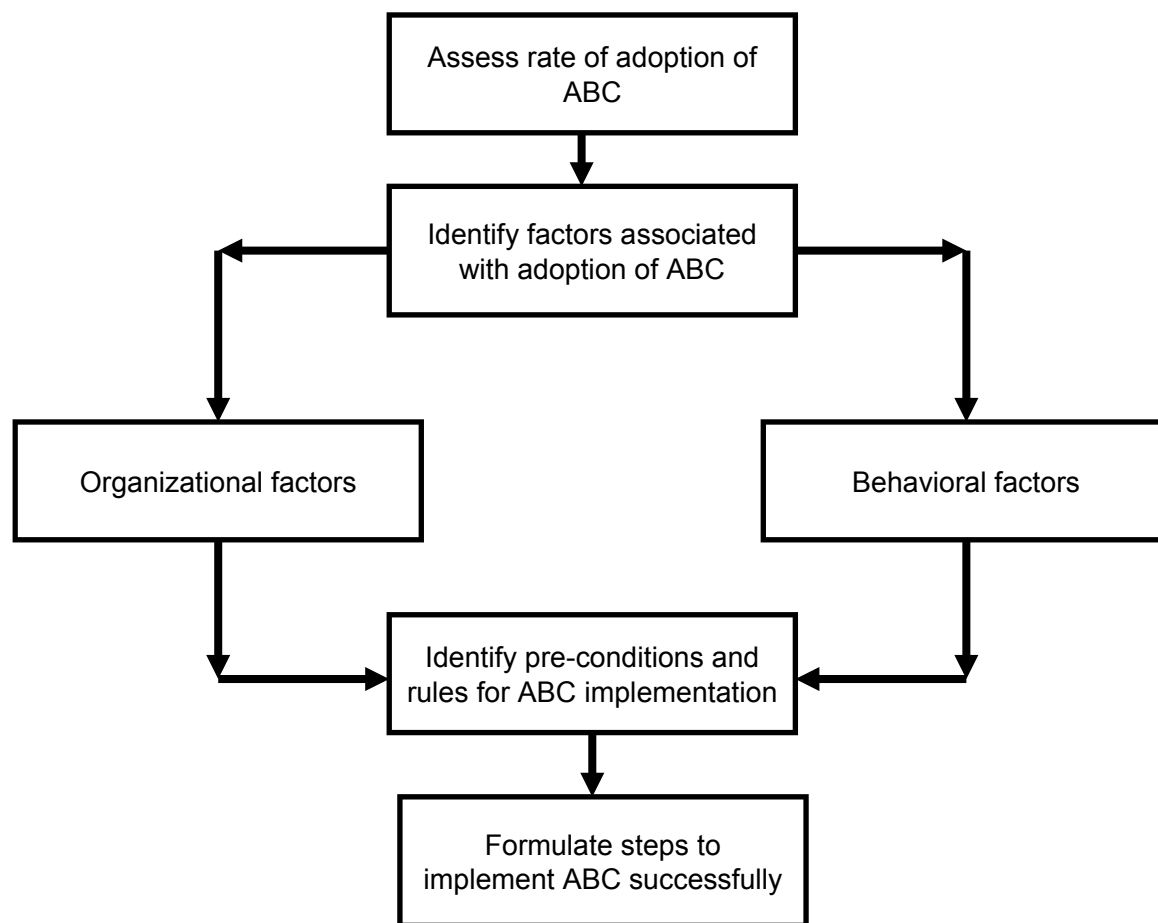 Assess rate of adoption of
ABC
Identify factors associated
with adoption of ABC
Organizational factors
Behavioral factors
Identify pre-conditions and
rules for ABC implementation
Formulate steps to
implement ABC successfully